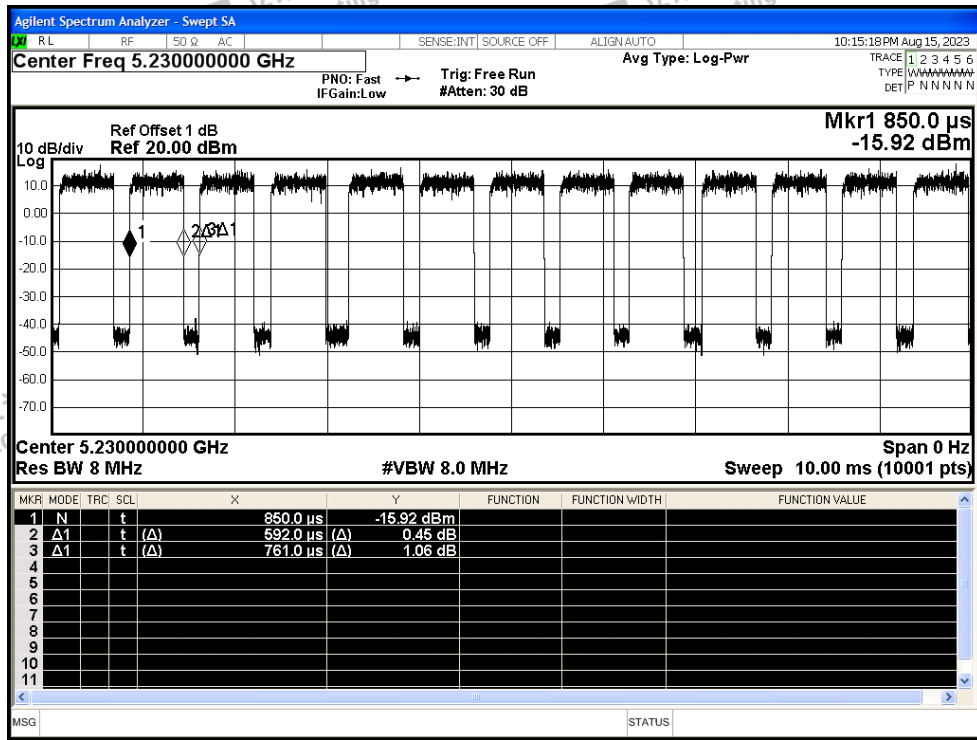 Agilent Spectrum Analyzer - Swept SA
LXI RL RF 50 Ω AC SENSE:INT SOURCE OFF ALIGN AUTO 10:15:18 PM Aug 15, 2023
Center Freq 5.230000000 GHz Avg Type: Log-Pwr TRACE 1 2 3 4 5 6
PNO: Fast Trig: Free Run TYPE W
IFGain:Low #Atten: 30 dB DET P N N N N N
Mkr1 850.0 µs
Ref Offset 1 dB
10 dB/div Ref 20.00 dBm -15.92 dBm
Log
10.0
0.00
1 2Δ1 3Δ1
-10.0
-20.0
-30.0
-40.0
-50.0
-60.0
-70.0
Center 5.230000000 GHz Span 0 Hz
Res BW 8 MHz #VBW 8.0 MHz Sweep 10.00 ms (10001 pts)
MKR MODE TRC SCL X Y FUNCTION FUNCTION WIDTH FUNCTION VALUE
1 N t 850.0 µs -15.92 dBm
2 Δ1 t (Δ) 592.0 µs (Δ) 0.45 dB
3 Δ1 t (Δ) 761.0 µs (Δ) 1.06 dB
4
5
6
7
8
9
10
11
MSG STATUS